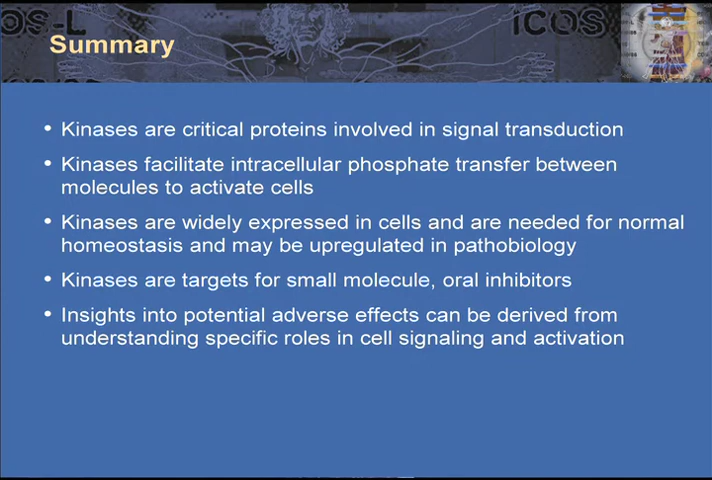 OS-L
ICOS
Summary
• Kinases are critical proteins involved in signal transduction
• Kinases facilitate intracellular phosphate transfer between
molecules to activate cells
• Kinases are widely expressed in cells and are needed for normal
homeostasis and may be upregulated in pathobiology
• Kinases are targets for small molecule, oral inhibitors
• Insights into potential adverse effects can be derived from
understanding specific roles in cell signaling and activation